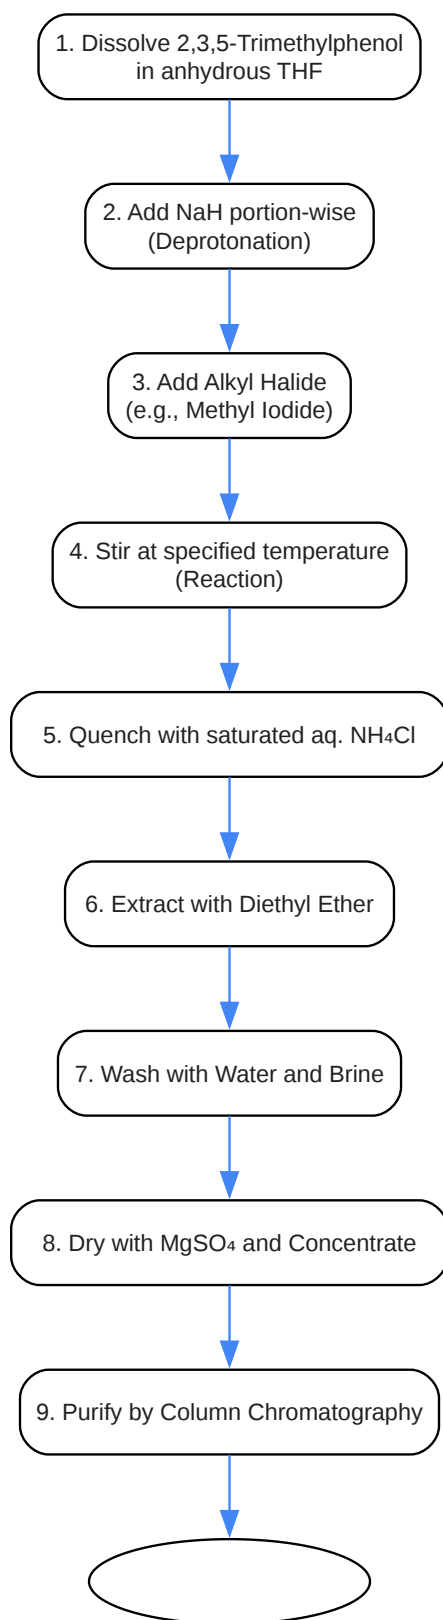 1. Dissolve 2,3,5-Trimethylphenol
in anhydrous THF
2. Add NaH portion-wise
(Deprotonation)
3. Add Alkyl Halide
(e.g., Methyl Iodide)
4. Stir at specified temperature
(Reaction)
5. Quench with saturated aq. NH₄Cl
6. Extract with Diethyl Ether
7. Wash with Water and Brine
8. Dry with MgSO₄ and Concentrate
9. Purify by Column Chromatography